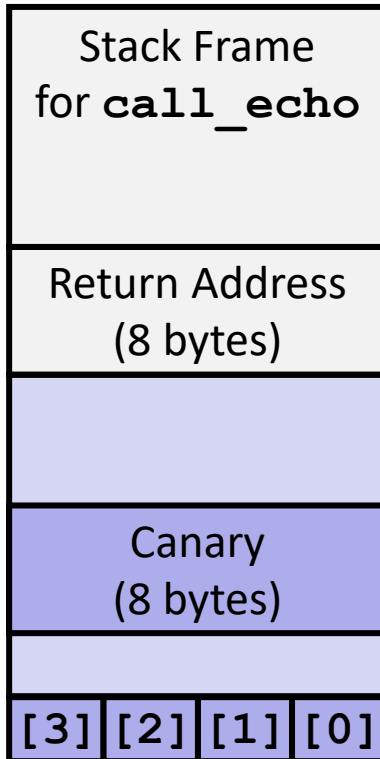 Stack Frame
for call_echo
Return Address
(8 bytes)
Canary
(8 bytes)
[3] [2] [1] [0]